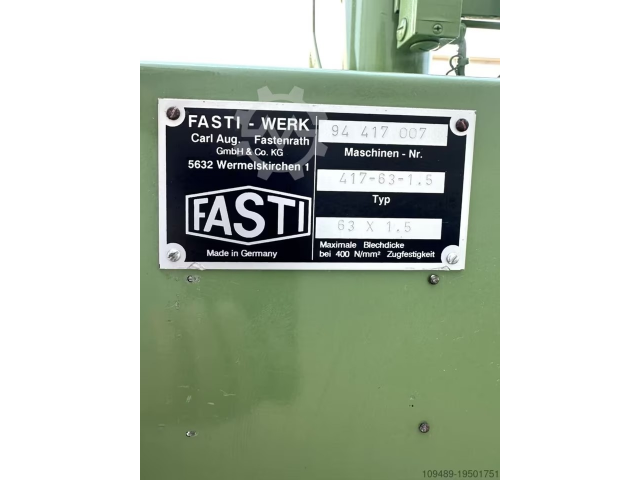 FASTI - WERK
Carl Aug. Fastenrath
GmbH & Co. KG
5632 Wermelskirchen 1
FASTI
Made in Germany
94 417 007
Maschinen - Nr.
417-63-1.5
Typ
63 X 1.5
Maximale Blechdicke
bei 400 N/mm² Zugfestigkeit
109489-19501751